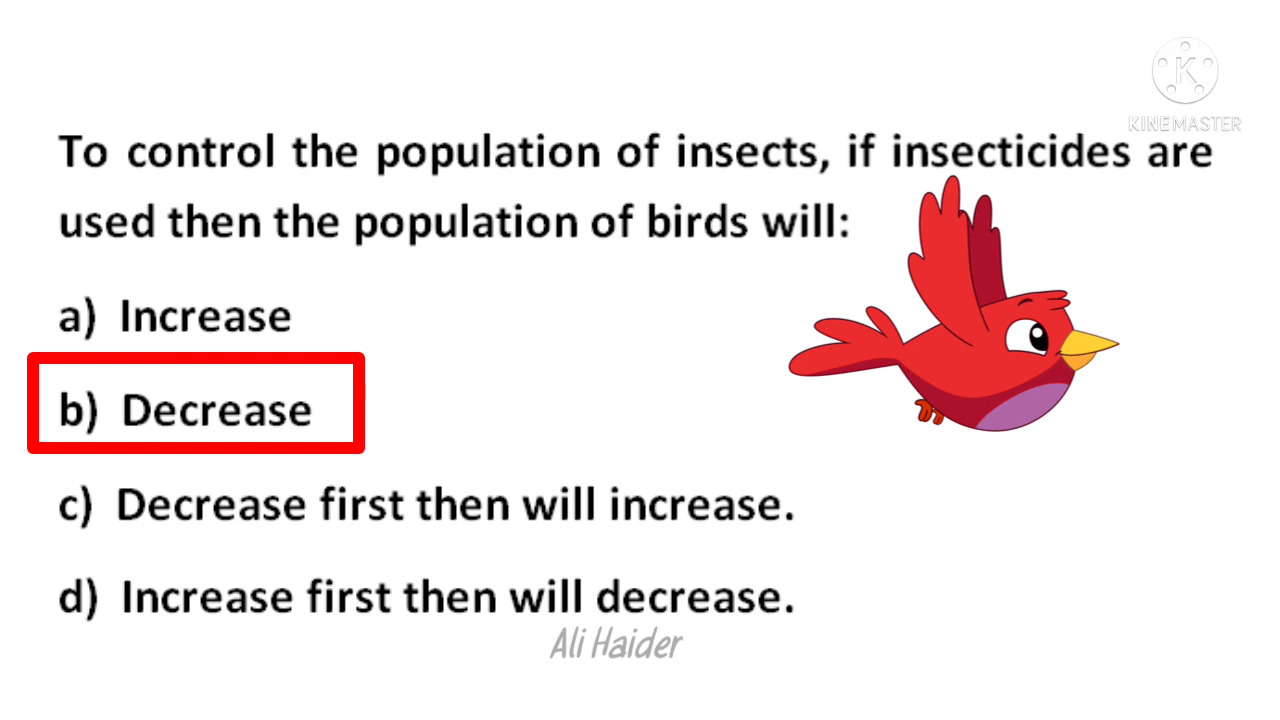 KINEMASTER
To control the population of insects, if insecticides are
used then the population of birds will:
a) Increase
b) Decrease
c) Decrease first then will increase.
d) Increase first then will decrease.
Ali Haider